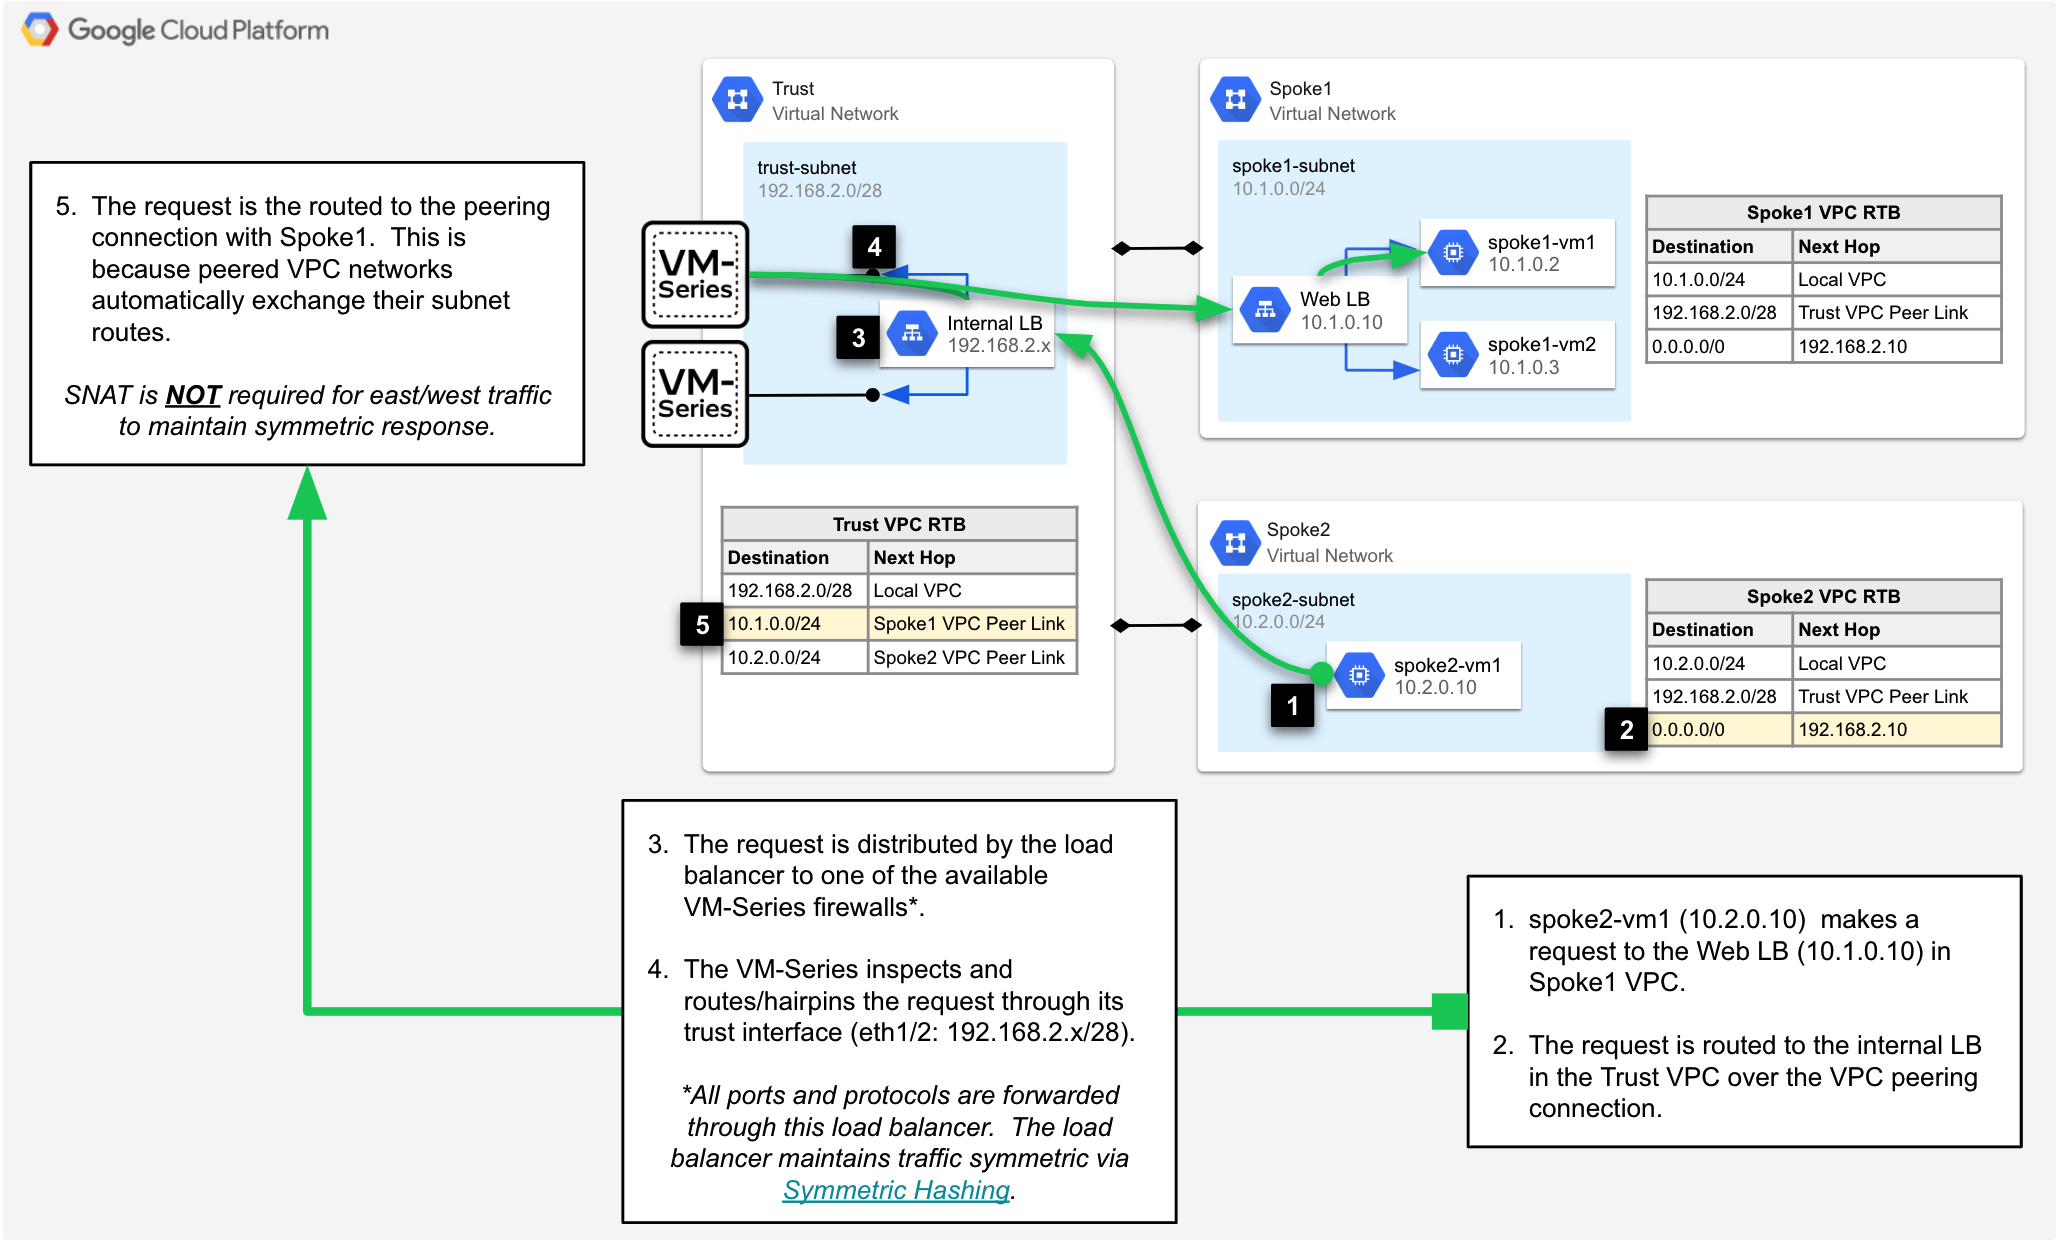 Google Cloud Platform
5. The request is the routed to the peering
connection with Spoke1. This is
because peered VPC networks
automatically exchange their subnet
routes.
SNAT is NOT required for east/west traffic
to maintain symmetric response.
Trust
Virtual Network
trust-subnet
192.168.2.0/28
VM-
Series
4
3
Internal LB
192.168.2.x
VM-
Series
Trust VPC RTB
Destination Next Hop
192.168.2.0/28 Local VPC
5
10.1.0.0/24 Spoke1 VPC Peer Link
10.2.0.0/24 Spoke2 VPC Peer Link
Spoke1
Virtual Network
spoke1-subnet
10.1.0.0/24
Web LB
10.1.0.10
spoke1-vm1
10.1.0.2
spoke1-vm2
10.1.0.3
Spoke1 VPC RTB
Destination Next Hop
10.1.0.0/24 Local VPC
192.168.2.0/28 Trust VPC Peer Link
0.0.0.0/0 192.168.2.10
Spoke2
Virtual Network
spoke2-subnet
10.2.0.0/24
1
spoke2-vm1
10.2.0.10
Spoke2 VPC RTB
Destination Next Hop
10.2.0.0/24 Local VPC
192.168.2.0/28 Trust VPC Peer Link
2
0.0.0.0/0 192.168.2.10
3. The request is distributed by the load
balancer to one of the available
VM-Series firewalls*.
4. The VM-Series inspects and
routes/hairpins the request through its
trust interface (eth1/2: 192.168.2.x/28).
*All ports and protocols are forwarded
through this load balancer. The load
balancer maintains traffic symmetric via
Symmetric Hashing.
1. spoke2-vm1 (10.2.0.10) makes a
request to the Web LB (10.1.0.10) in
Spoke1 VPC.
2. The request is routed to the internal LB
in the Trust VPC over the VPC peering
connection.